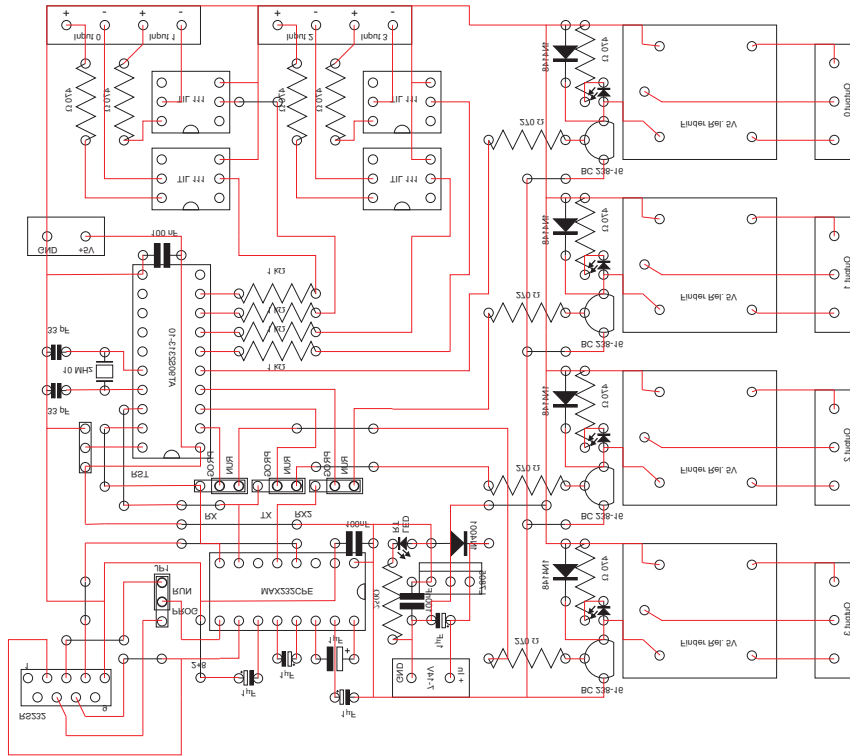 + - + -
Input 0 Input 1
+ - + -
Input 2 Input 3
470 Ω
470 Ω
470 Ω
470 Ω
TIL 111
TIL 111
TIL 111
TIL 111
1N4148
470 Ω
270 Ω
BC 238-16
Finder Rel. 5V
Output 0
GND +5V
100 nF
1 kΩ
1 kΩ
1 kΩ
1 kΩ
AT90S2313-10
33 pF
10 MHz
33 pF
RST
1N4148
470 Ω
270 Ω
BC 238-16
Finder Rel. 5V
Output 1
1N4148
470 Ω
270 Ω
BC 238-16
Finder Rel. 5V
Output 2
PROG RUN
PROG RUN
PROG RUN
RX TX RX2
100nF
RT
LED
1N4001
MAX232CPE
JP1
RUN
PROG
100nF
1µF
1µF
1µF
1µF
1µF
GND 7-14V + In
1
9
RS232
1N4148
470 Ω
270 Ω
BC 238-16
Finder Rel. 5V
Output 3